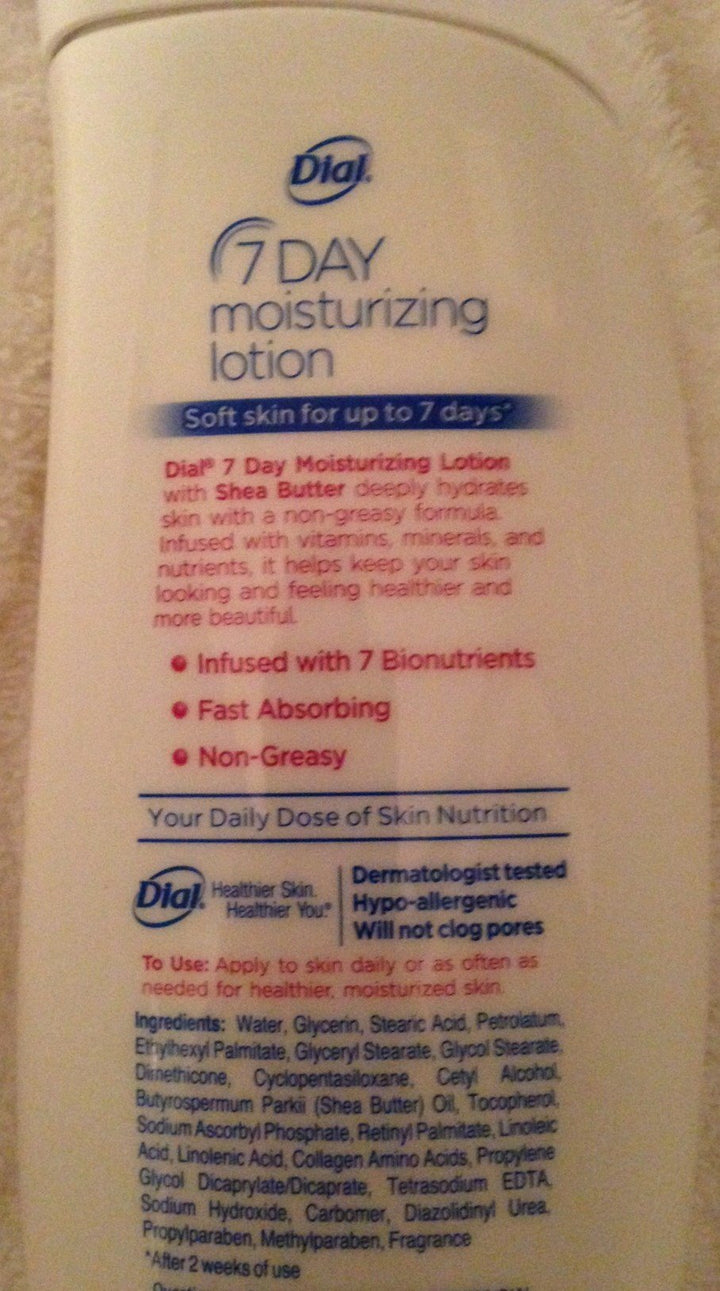 Dial®
7 DAY
moisturizing
lotion
Soft skin for up to 7 days*
Dial® 7 Day Moisturizing Lotion
with Shea Butter deeply hydrates
skin with a non-greasy formula.
Infused with vitamins, minerals, and
nutrients, it helps keep your skin
looking and feeling healthier and
more beautiful.
Infused with 7 Bionutrients
Fast Absorbing
Non-Greasy
Your Daily Dose of Skin Nutrition
Dial® Healthier Skin.
Healthier You.®
Dermatologist tested
Hypo-allergenic
Will not clog pores
To Use: Apply to skin daily or as often as
needed for healthier, moisturized skin.
Ingredients: Water, Glycerin, Stearic Acid, Petrolatum,
Ethylhexyl Palmitate, Glyceryl Stearate, Glycol Stearate,
Dimethicone, Cyclopentasiloxane, Cetyl Alcohol,
Butyrospermum Parkii (Shea Butter) Oil, Tocopherol,
Sodium Ascorbyl Phosphate, Retinyl Palmitate, Linoleic
Acid, Linolenic Acid, Collagen Amino Acids, Propylene
Glycol Dicaprylate/Dicaprate, Tetrasodium EDTA,
Sodium Hydroxide, Carbomer, Diazolidinyl Urea,
Propylparaben, Methylparaben, Fragrance
*After 2 weeks of use